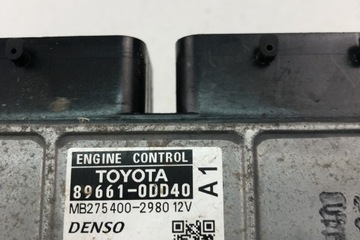 ENGINE CONTROL
TOYOTA
89661-0DD40
A1
MB275400-2980 12V
DENSO